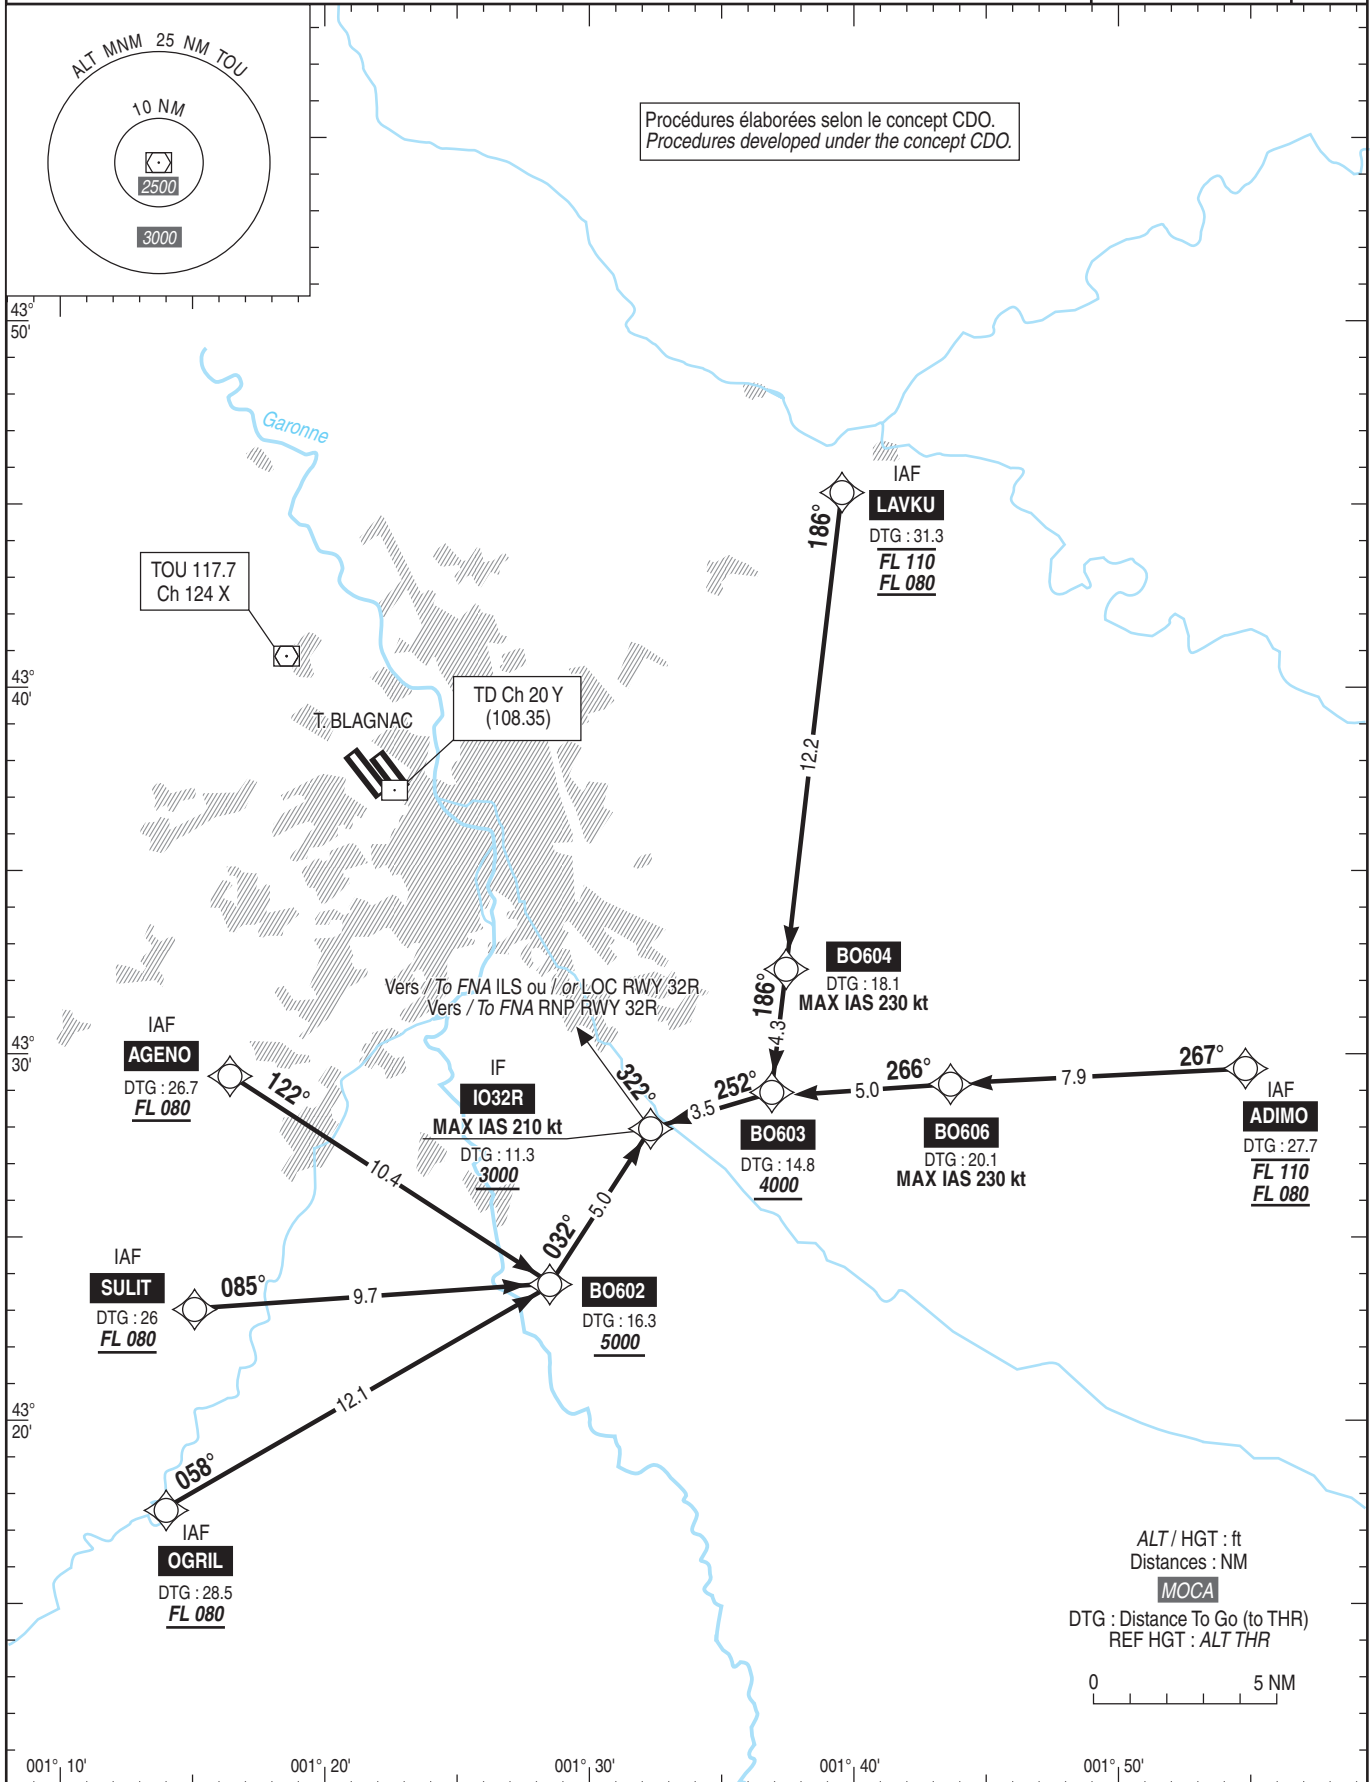 ALT MNM 25 NM TOU
10 NM
2500
3000
Procédures élaborées selon le concept CDO.
Procedures developed under the concept CDO.
43°
50'
Garonne
IAF
LAVKU
DTG : 31.3
FL 110
FL 080
186°
TOU 117.7
Ch 124 X
43°
40'
TD Ch 20 Y
(108.35)
T. BLAGNAC
12.2
BO604
DTG : 18.1
MAX IAS 230 kt
186°
4.3
Vers / To FNA ILS ou / or LOC RWY 32R
Vers / To FNA RNP RWY 32R
IAF
AGENO
DTG : 26.7
FL 080
43°
30'
122°
10.4
IF
IO32R
MAX IAS 210 kt
DTG : 11.3
3000
322°
252°
3.5
BO603
DTG : 14.8
4000
266°
5.0
BO606
DTG : 20.1
MAX IAS 230 kt
267°
7.9
IAF
ADIMO
DTG : 27.7
FL 110
FL 080
032°
5.0
IAF
SULIT
DTG : 26
FL 080
085°
9.7
BO602
DTG : 16.3
5000
12.1
43°
20'
058°
IAF
OGRIL
DTG : 28.5
FL 080
ALT / HGT : ft
Distances : NM
MOCA
DTG : Distance To Go (to THR)
REF HGT : ALT THR
0 5 NM
001° 10' 001° 20' 001° 30' 001° 40' 001° 50'